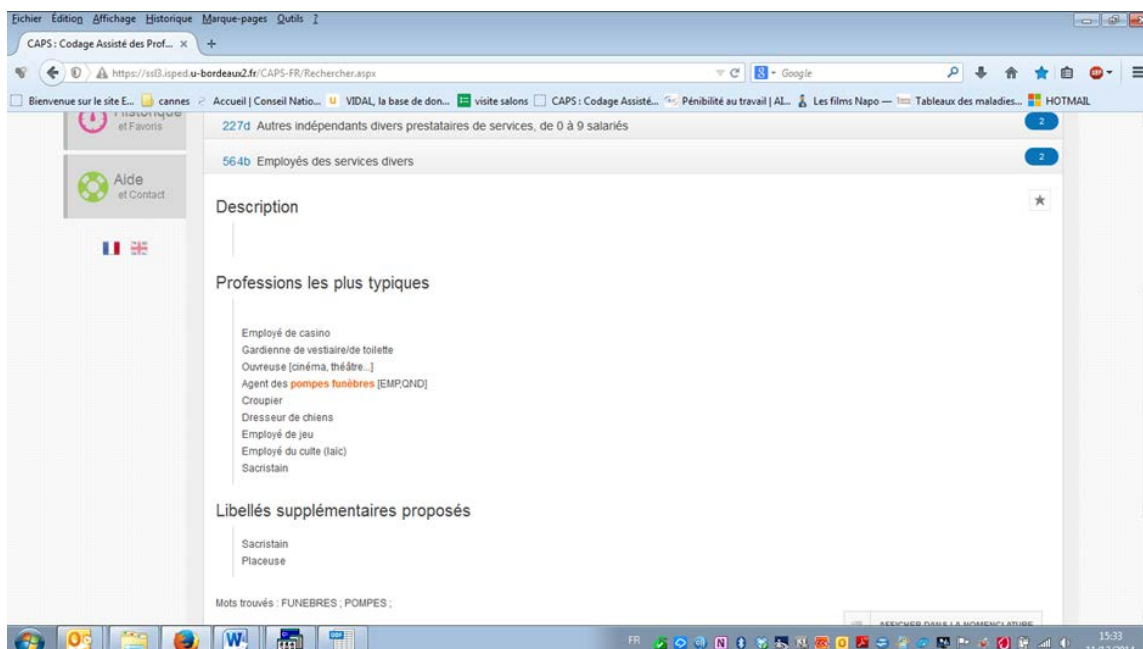 Fichier Édition Affichage Historique Marque-pages Outils ?
CAPS : Codage Assisté des Prof... × +
https://ssl3.isped.u-bordeaux2.fr/CAPS-FR/Rechercher.aspx
Google
Bienvenue sur le site E... cannes Accueil | Conseil Natio... VIDAL, la base de don... visite salons CAPS : Codage Assisté... Pénibilité au travail | AL... Les films Napo — Tableaux des maladies... HOTMAIL
Historique
et Favoris
227d Autres indépendants divers prestataires de services, de 0 à 9 salariés 2
564b Employés des services divers 2
Aide
et Contact
Description
Professions les plus typiques
Employé de casino
Gardienne de vestiaire/de toilette
Ouvreuse [cinéma, théâtre...]
Agent des pompes funèbres [EMP,QND]
Croupier
Dresseur de chiens
Employé de jeu
Employé du culte (laïc)
Sacristain
Libellés supplémentaires proposés
Sacristain
Placeuse
Mots trouvés : FUNEBRES ; POMPES ;
AFFICHER DANS LA NOMENCLATURE
FR
15:33